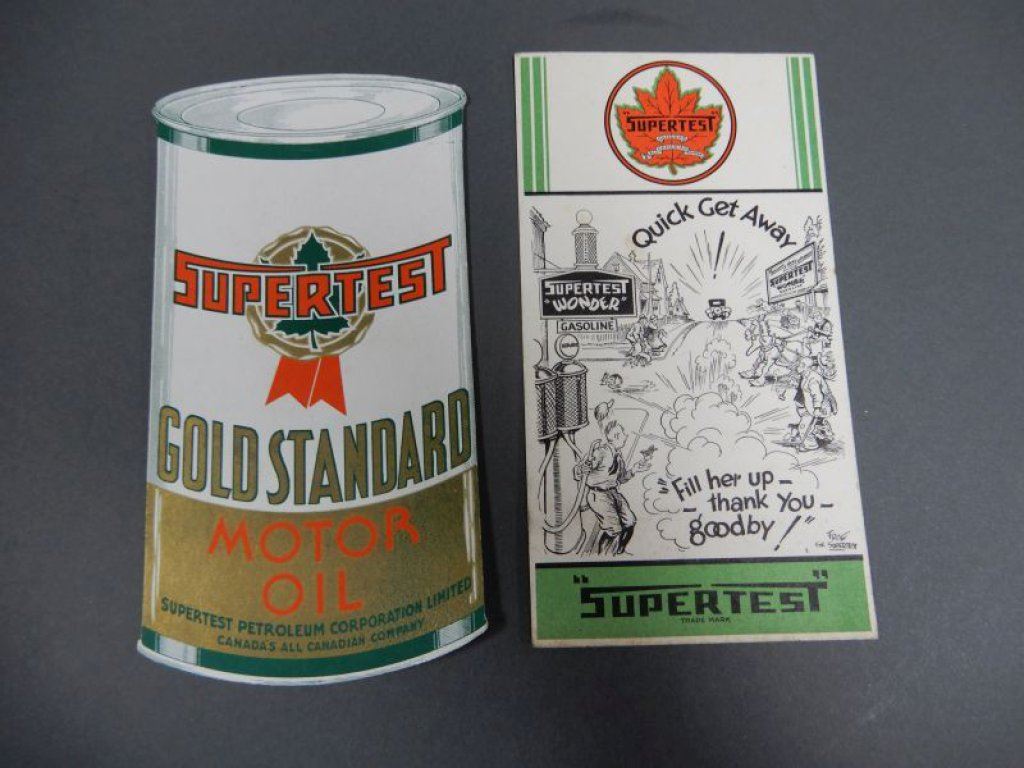 SUPERTEST
GOLD STANDARD
MOTOR
OIL
SUPERTEST PETROLEUM CORPORATION LIMITED
CANADA'S ALL CANADIAN COMPANY
"SUPERTEST"
Quick Get Away
!
SUPERTEST
"WONDER"
GASOLINE
SUPERTEST
WONDER
"Fill her up –
– thank You –
– goodby!"
"SUPERTEST"
TRADE MARK